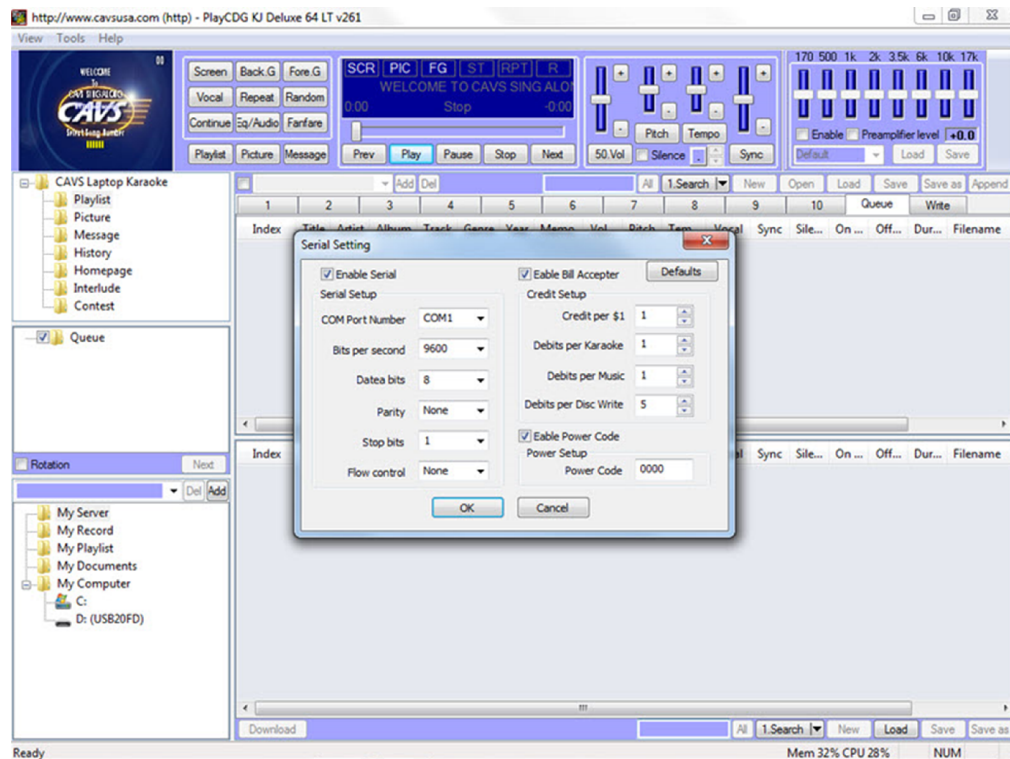 http://www.cavsusa.com (http) - PlayCDG KJ Deluxe 64 LT v261
View Tools Help
WELCOME
CAVS
00
Screen Back.G Fore.G
Vocal Repeat Random
Continue Eq/Audio Fanfare
Playlist Picture Message
SCR PIC FG ST RPT R
WELCOME TO CAVS SING ALO
0:00 Stop -0:00
Prev Play Pause Stop Next
+ + + +
- - - -
Pitch Tempo
50.Vol Silence . Sync
170 500 1k 2k 3.5k 6k 10k 17k
Enable Preamplifier level +0.0
Default Load Save
CAVS Laptop Karaoke
Playlist
Picture
Message
History
Homepage
Interlude
Contest
Queue
Rotation Next
Del Add
My Server
My Record
My Playlist
My Documents
My Computer
C:
D: (USB20FD)
Add Del All 1.Search New Open Load Save Save as Append
1 2 3 4 5 6 7 8 9 10 Queue Write
Index Title Artist Album Track Genre Year Memo Vol Pitch Tem... Vocal Sync Sile... On ... Off... Dur... Filename
Serial Setting
Enable Serial
Serial Setup
COM Port Number COM1
Bits per second 9600
Datea bits 8
Parity None
Stop bits 1
Flow control None
Eable Bill Accepter Defaults
Credit Setup
Credit per $1 1
Debits per Karaoke 1
Debits per Music 1
Debits per Disc Write 5
Eable Power Code
Power Setup
Power Code 0000
OK Cancel
Index Sync Sile... On ... Off... Dur... Filename
Download All 1.Search New Load Save Save as
Ready Mem 32% CPU 28% NUM